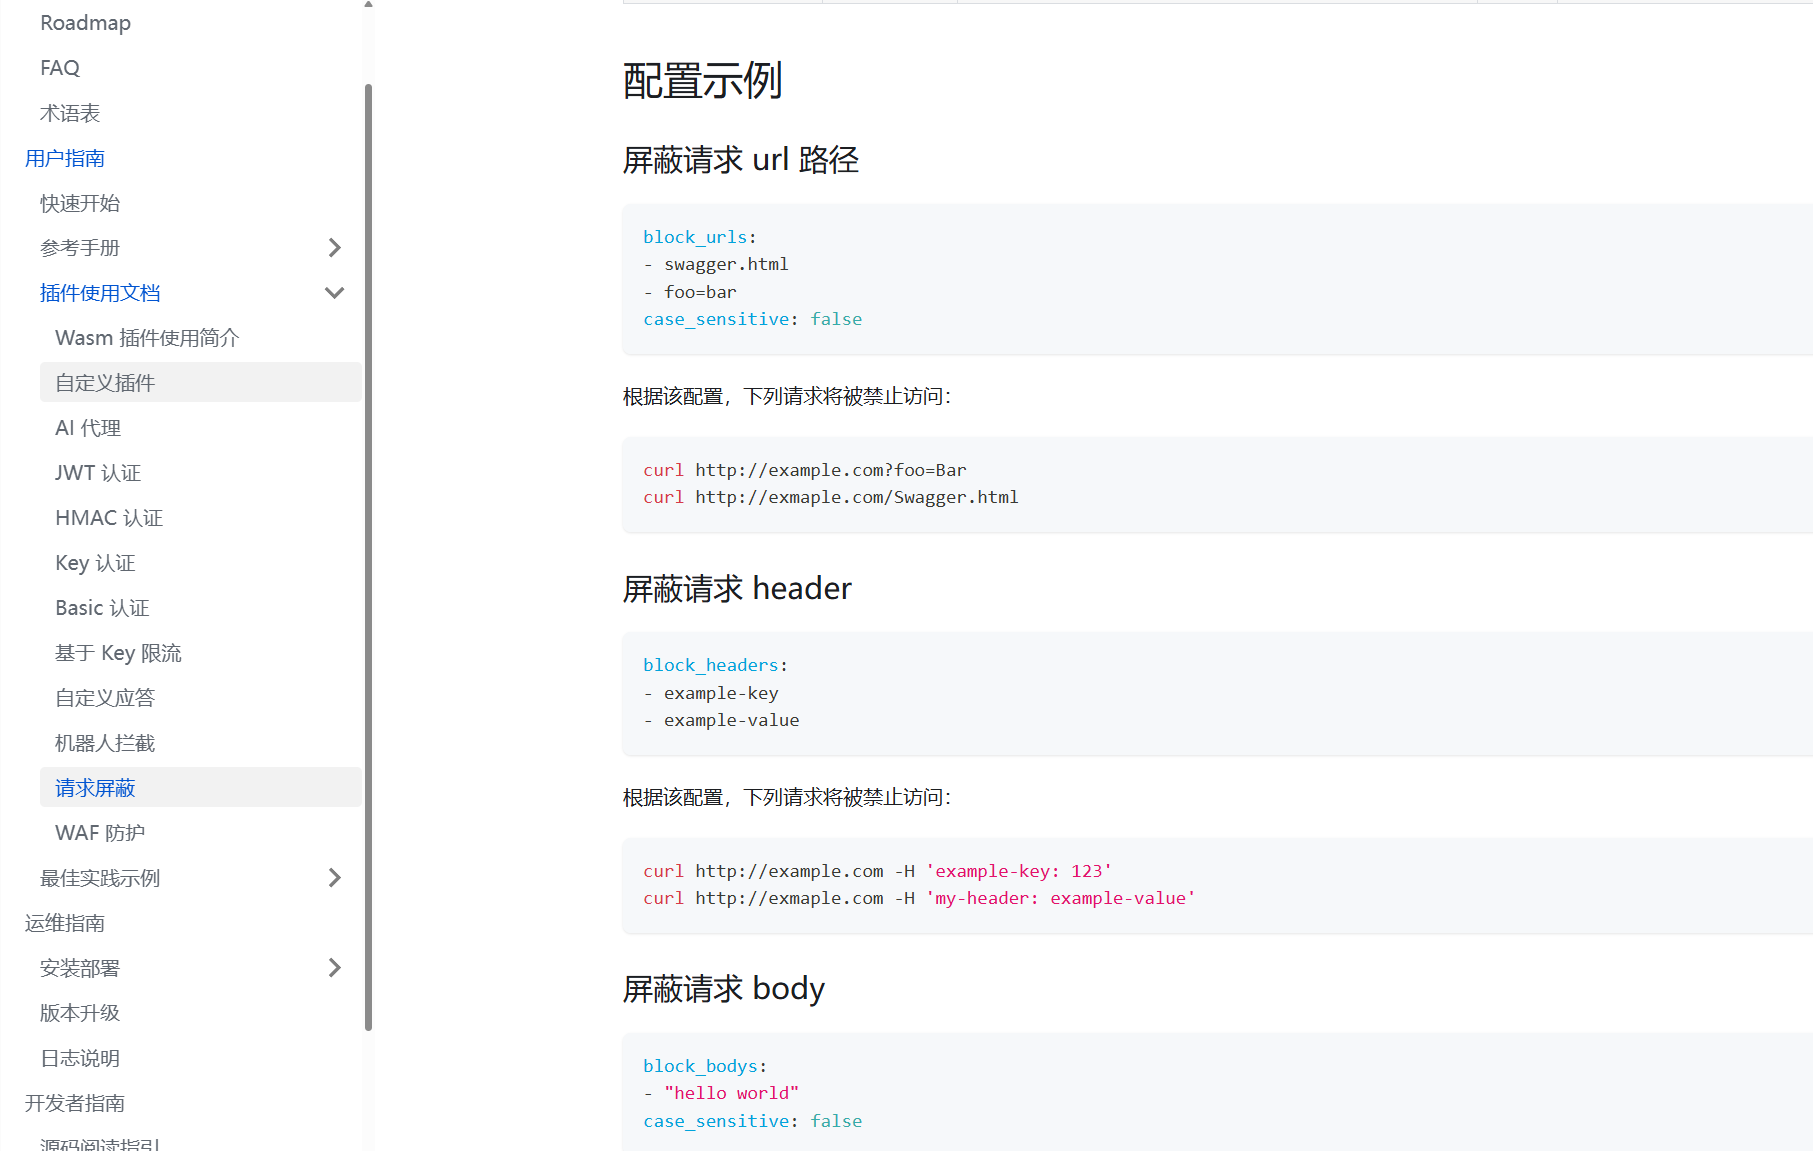 Roadmap
FAQ
术语表
用户指南
快速开始
参考手册
插件使用文档
Wasm 插件使用简介
自定义插件
AI 代理
JWT 认证
HMAC 认证
Key 认证
Basic 认证
基于 Key 限流
自定义应答
机器人拦截
请求屏蔽
WAF 防护
最佳实践示例
运维指南
安装部署
版本升级
日志说明
开发者指南
源码阅读指引
配置示例
屏蔽请求 url 路径
block_urls:
- swagger.html
- foo=bar
case_sensitive: false
根据该配置，下列请求将被禁止访问：
curl http://example.com?foo=Bar
curl http://exmaple.com/Swagger.html
屏蔽请求 header
block_headers:
- example-key
- example-value
根据该配置，下列请求将被禁止访问：
curl http://example.com -H 'example-key: 123'
curl http://exmaple.com -H 'my-header: example-value'
屏蔽请求 body
block_bodys:
- "hello world"
case_sensitive: false